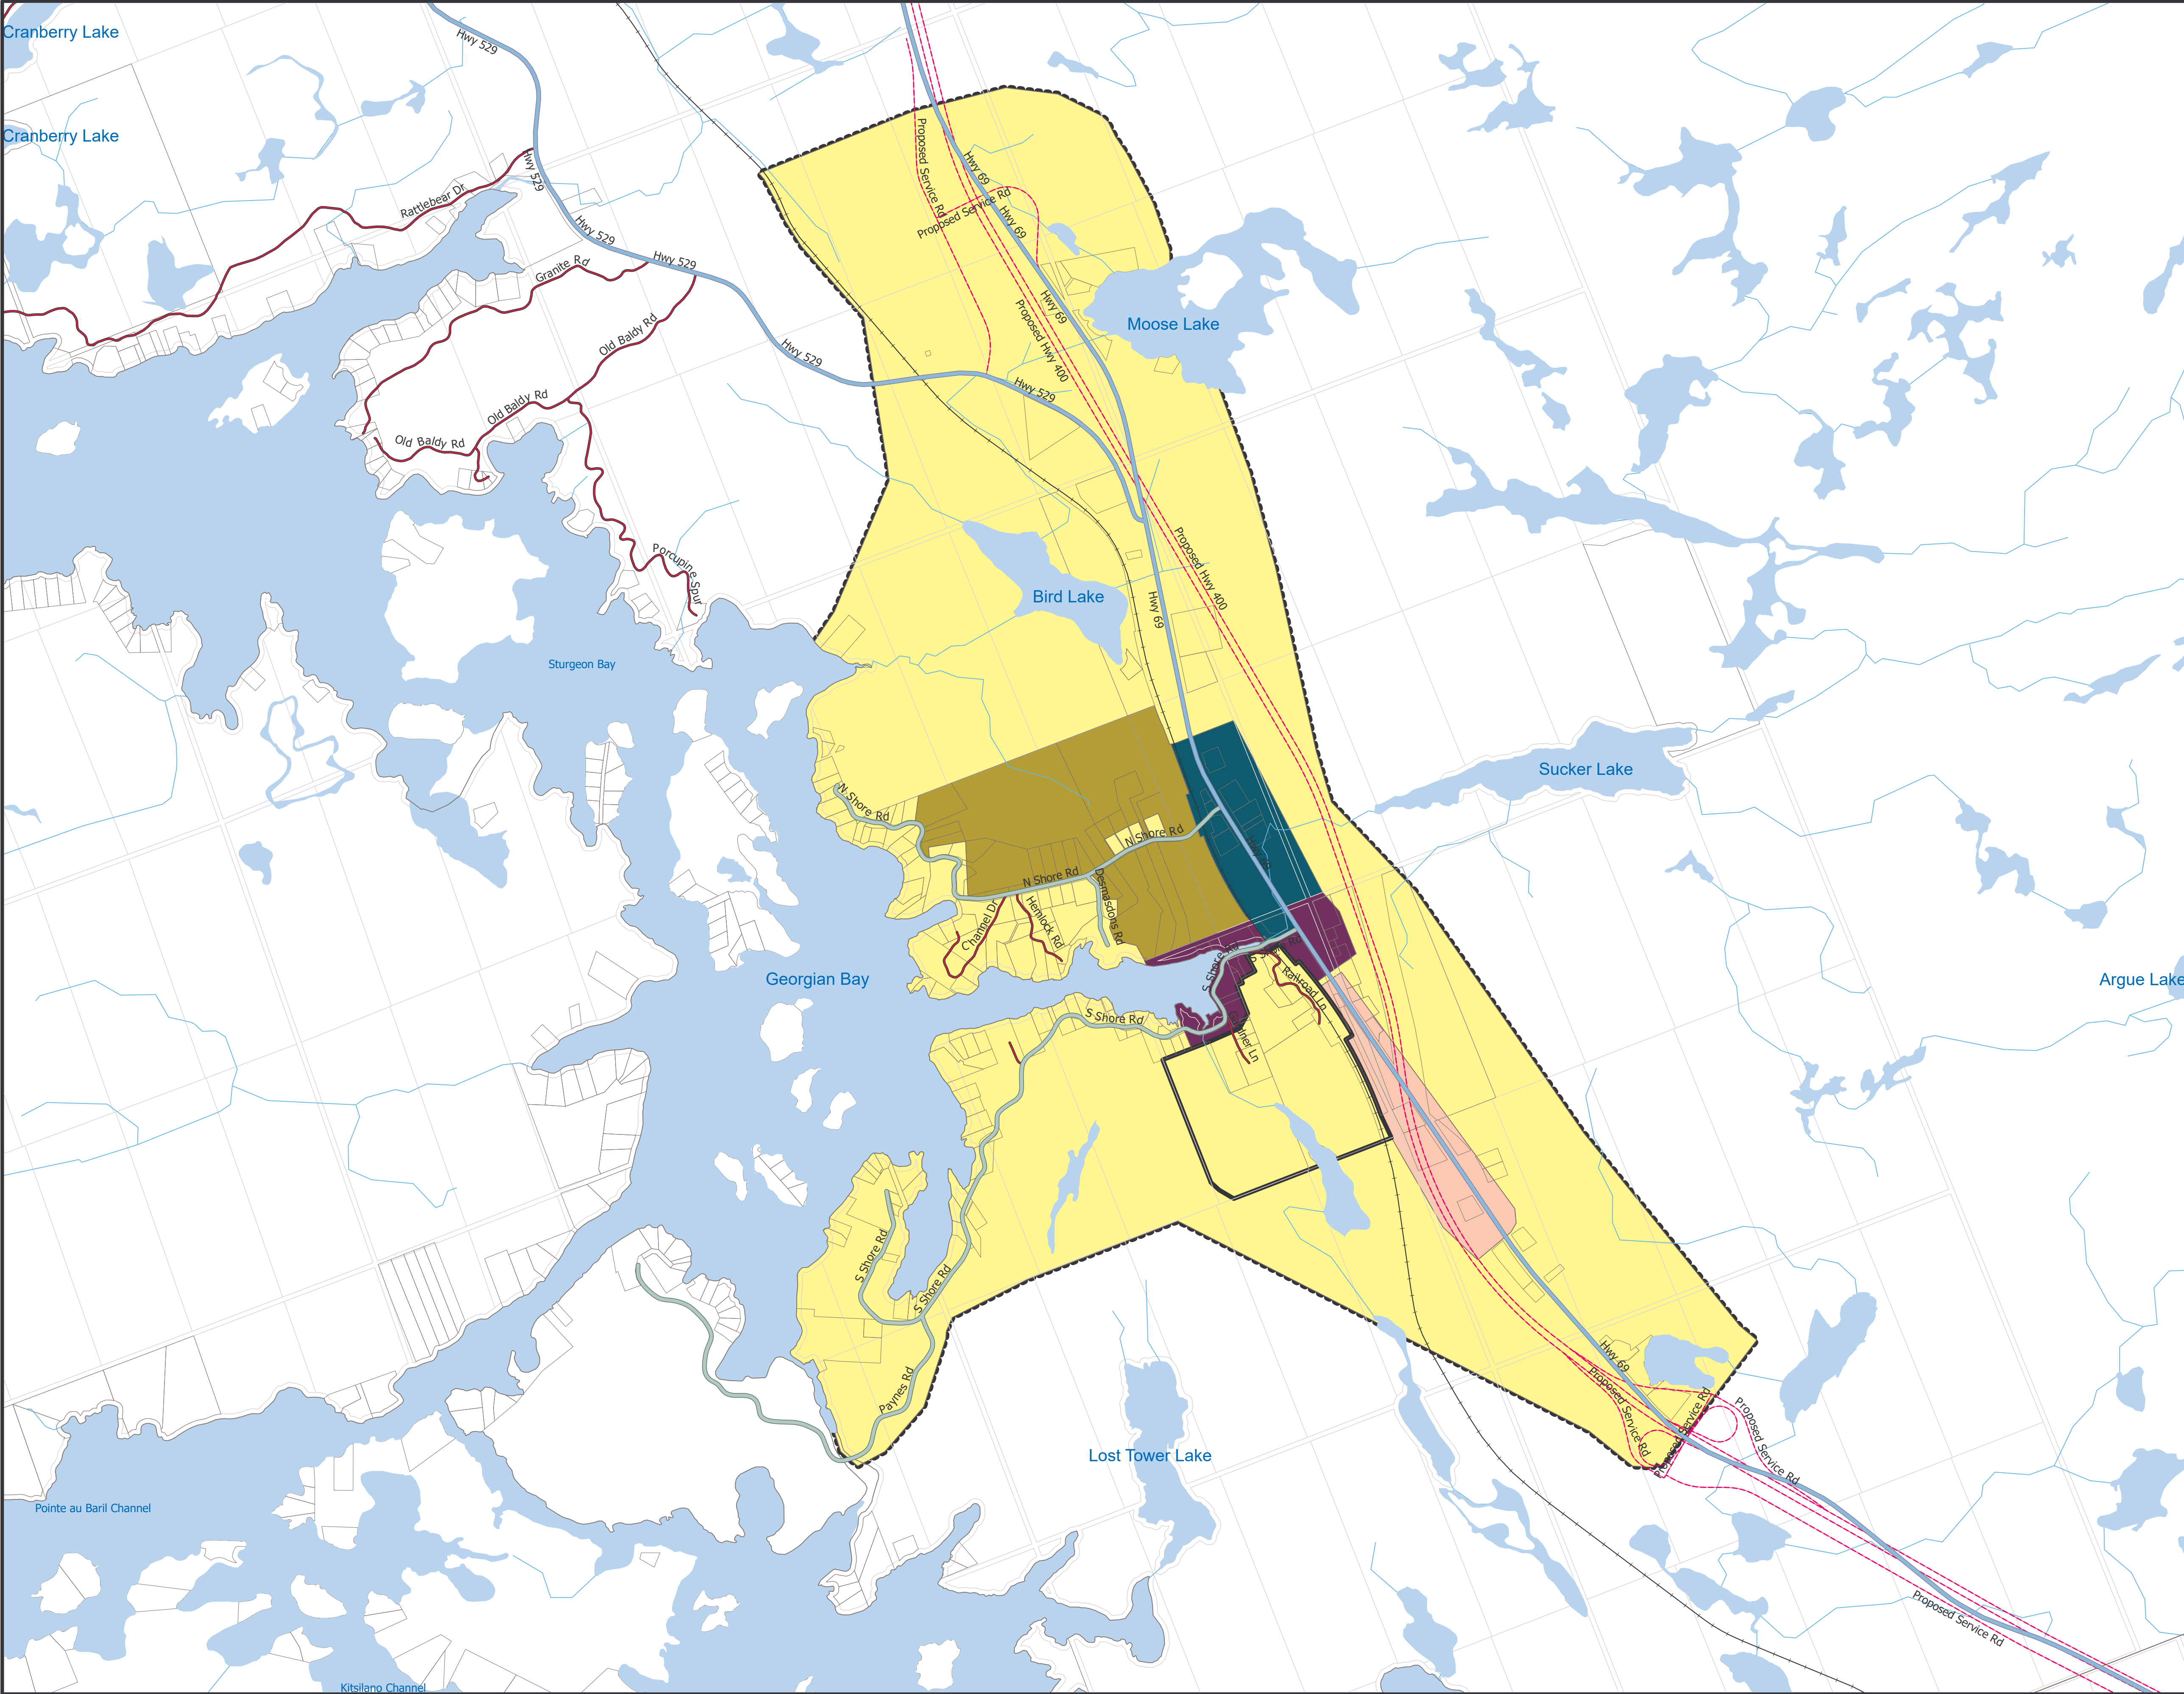 Cranberry Lake
Hwy 529
Cranberry Lake
Hwy 529
Proposed Service Rd
Hwy 69
Rattlebear Dr
Proposed Service Rd
Hwy 69
Hwy 529
Hwy 529
Granite Rd
Hwy 69
Moose Lake
Proposed Hwy 400
Old Baldy Rd
Hwy 529
Hwy 529
Old Baldy Rd
Old Baldy Rd
Porcupine Spur
Proposed Hwy 400
Bird Lake
Hwy 69
Sturgeon Bay
Sucker Lake
N Shore Rd
N Shore Rd
N Shore Rd
Desmasdons Rd
Channel Dr
Hemlock Rd
S Shore Rd
S Shore Rd
Georgian Bay
Railroad Ln
Argue Lake
S Shore Rd
S Shore Rd
S Shore Rd
Hwy 69
Paynes Rd
Proposed Service Rd
Proposed Service Rd
Proposed Service Rd
Lost Tower Lake
Pointe au Baril Channel
Proposed Service Rd
Kitsilano Channel